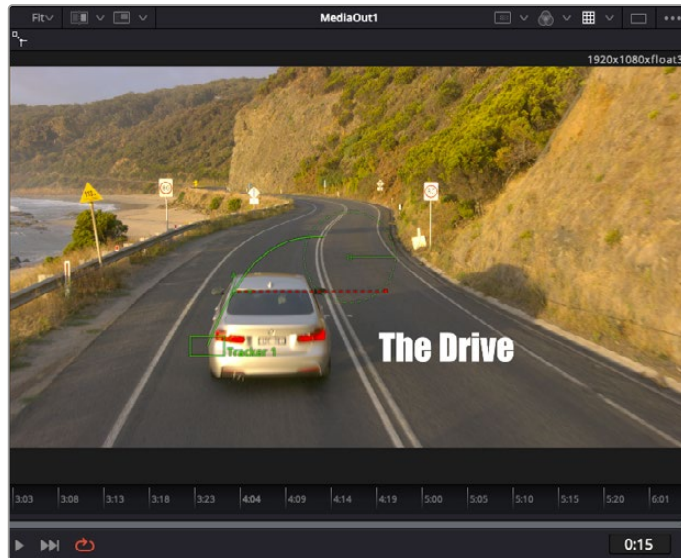 Fit
MediaOut1
1920x1080xfloat3
Tracker 1
The Drive
3:03 3:08 3:13 3:18 3:23 4:04 4:09 4:14 4:19 5:00 5:05 5:10 5:15 5:20 6:01
0:15